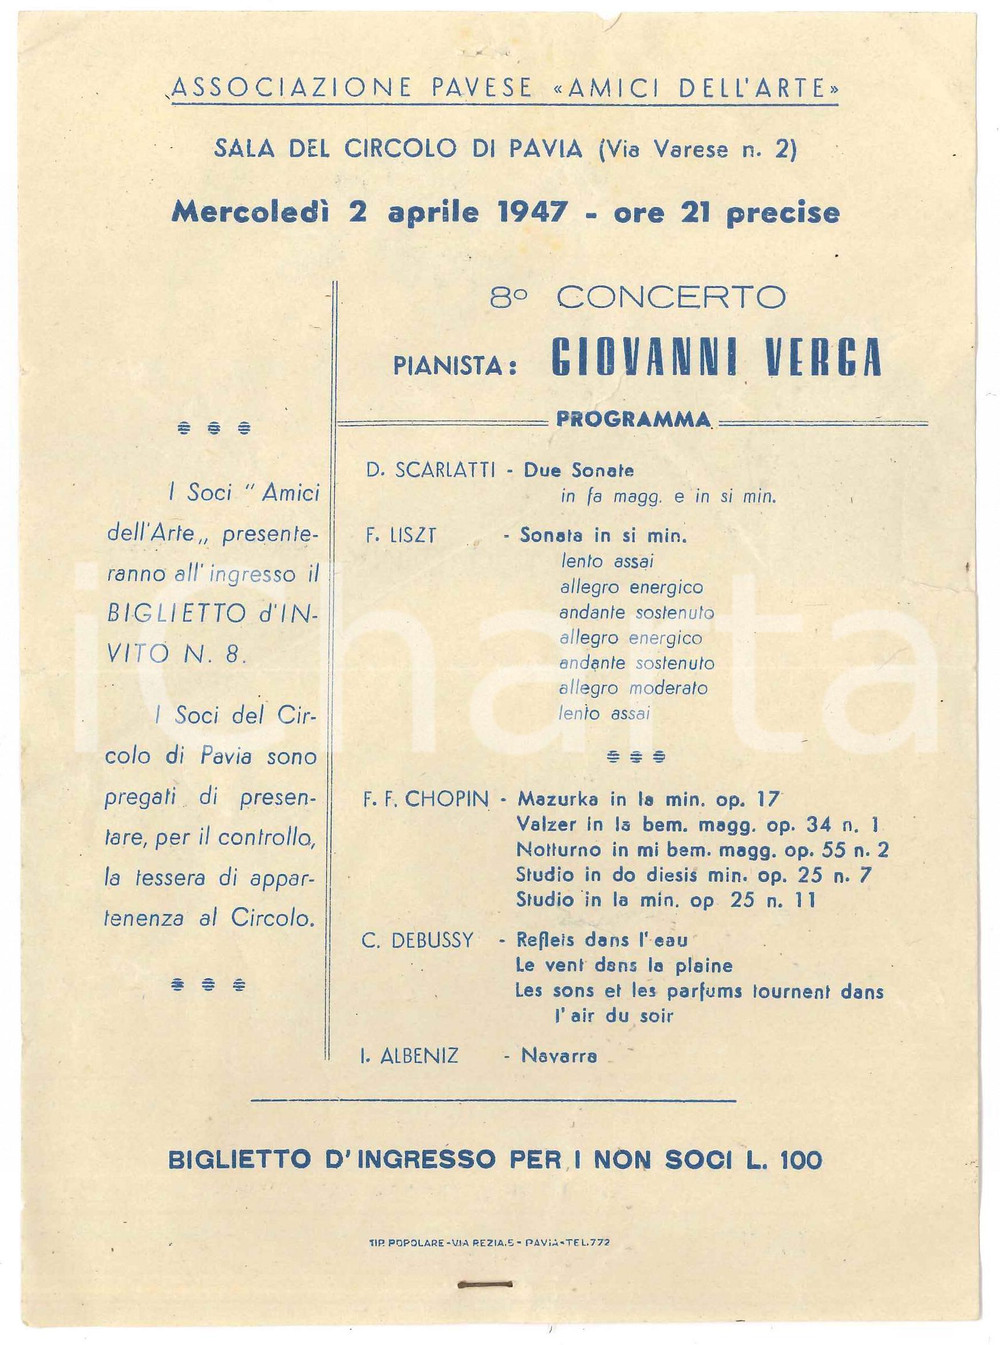 ASSOCIAZIONE PAVESE «AMICI DELL'ARTE»
SALA DEL CIRCOLO DI PAVIA (Via Varese n. 2)
Mercoledì 2 aprile 1947 - ore 21 precise
8º CONCERTO
PIANISTA: GIOVANNI VERGA
PROGRAMMA
I Soci " Amici
dell'Arte,, presente-
ranno all' ingresso il
BIGLIETTO d'IN-
VITO N. 8.
I Soci del Cir-
colo di Pavia sono
pregati di presen-
tare, per il controllo,
la tessera di appar-
tenenza al Circolo.
D. SCARLATTI - Due Sonate
in fa magg. e in si min.
F. LISZT - Sonata in si min.
lento assai
allegro energico
andante sostenuto
allegro energico
andante sostenuto
allegro moderato
lento assai
F. F. CHOPIN - Mazurka in la min. op. 17
Valzer in la bem. magg. op. 34 n. 1
Notturno in mi bem. magg. op. 55 n. 2
Studio in do diesis min. op. 25 n. 7
Studio in la min. op 25 n. 11
C. DEBUSSY - Reflets dans l' eau
Le vent dans la plaine
Les sons et les parfums tournent dans
l' air du soir
I. ALBENIZ - Navarra
BIGLIETTO D' INGRESSO PER I NON SOCI L. 100
TIP. POPOLARE - VIA REZIA, 5 - PAVIA - TEL. 772
iCharta